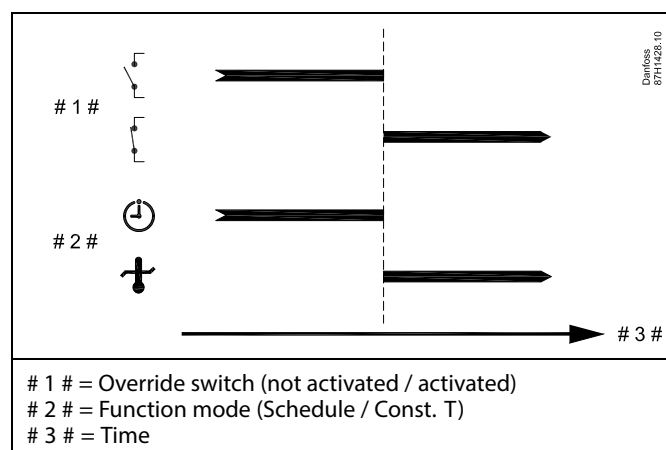 Danfoss
87H1428.10
# 1 #
# 2 #
# 3 #
# 1 # = Override switch (not activated / activated)
# 2 # = Function mode (Schedule / Const. T)
# 3 # = Time